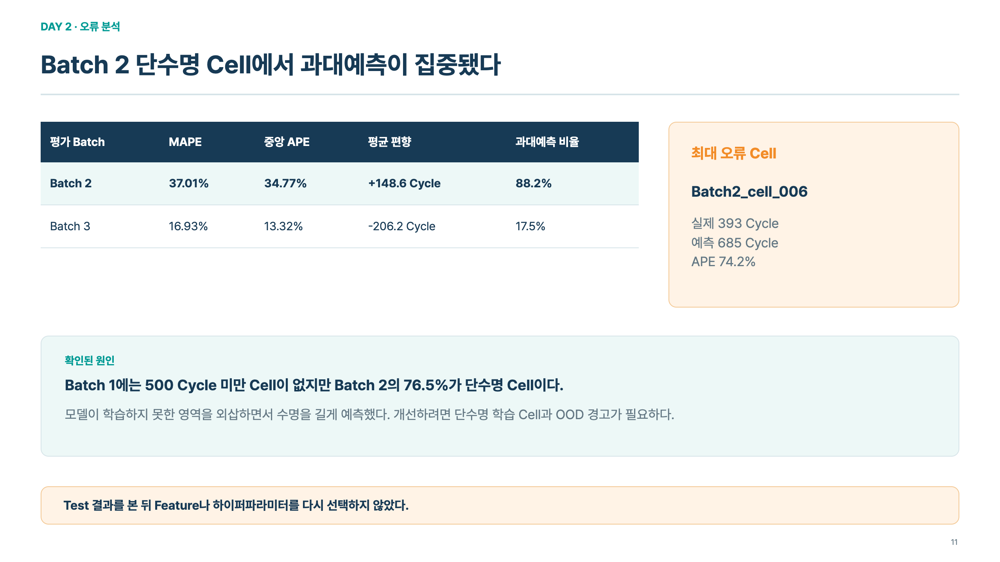 DAY 2 · 오류 분석
Batch 2 단수명 Cell에서 과대예측이 집중됐다
평가 Batch MAPE 중앙 APE 평균 편향 과대예측 비율
Batch 2 37.01% 34.77% +148.6 Cycle 88.2%
Batch 3 16.93% 13.32% -206.2 Cycle 17.5%
최대 오류 Cell
Batch2_cell_006
실제 393 Cycle
예측 685 Cycle
APE 74.2%
확인된 원인
Batch 1에는 500 Cycle 미만 Cell이 없지만 Batch 2의 76.5%가 단수명 Cell이다.
모델이 학습하지 못한 영역을 외삽하면서 수명을 길게 예측했다. 개선하려면 단수명 학습 Cell과 OOD 경고가 필요하다.
Test 결과를 본 뒤 Feature나 하이퍼파라미터를 다시 선택하지 않았다.
11